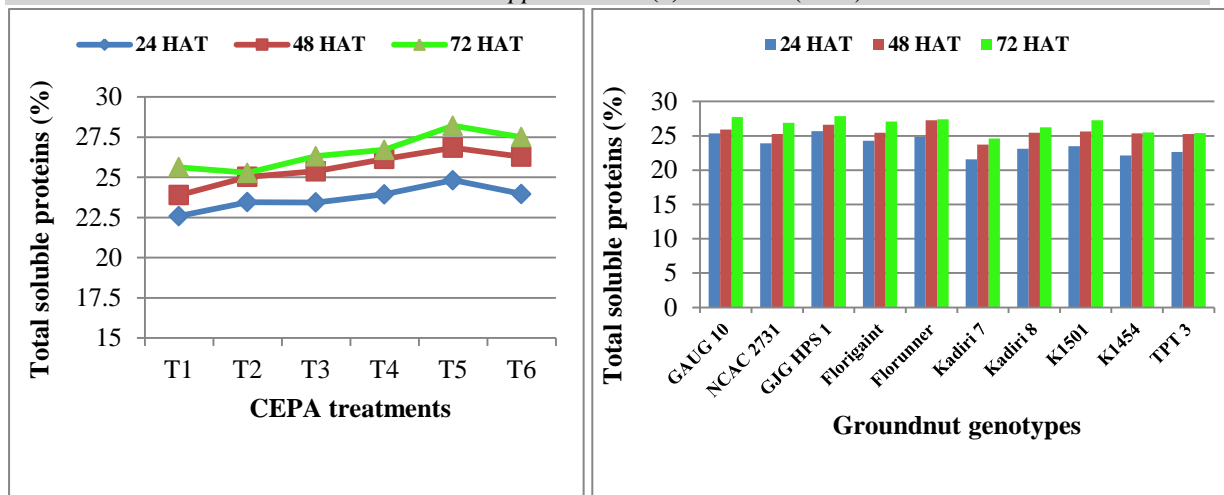 24 HAT 48 HAT 72 HAT
Total soluble proteins (%)
30
27.5
25
22.5
20
17.5
15
T1 T2 T3 T4 T5 T6
CEPA treatments
24 HAT 48 HAT 72 HAT
Total soluble proteins (%)
30
25
20
15
10
5
0
GAUG 10
NCAC 2731
GJG HPS 1
Florigaint
Florunner
Kadiri 7
Kadiri 8
K1501
K1454
TPT 3
Groundnut genotypes